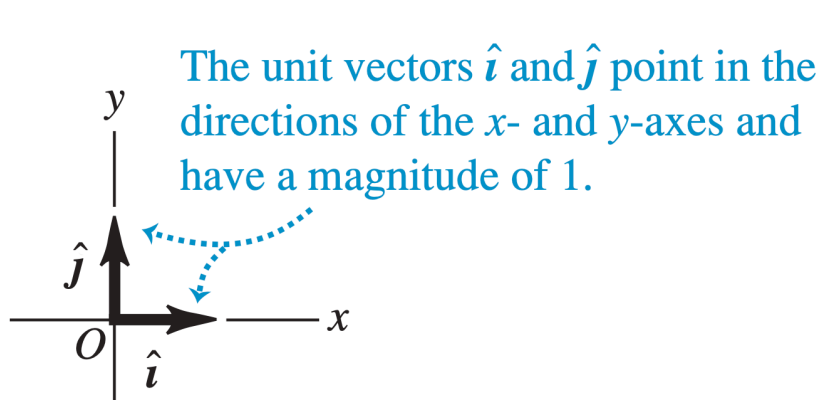 The unit vectors î and ĵ point in the
directions of the x- and y-axes and
have a magnitude of 1.
y
ĵ
x
O
î